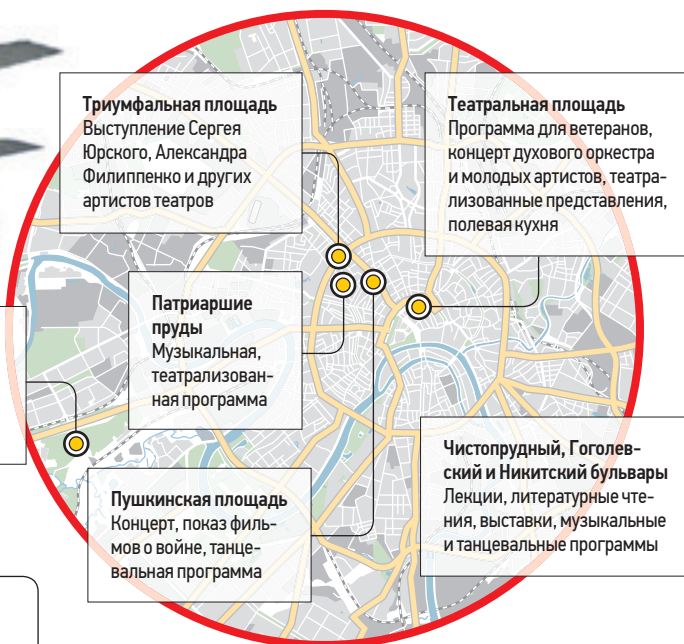 Триумфальная площадь
Выступление Сергея
Юрского, Александра
Филиппенко и других
артистов театров
Театральная площадь
Программа для ветеранов,
концерт духового оркестра
и молодых артистов, театра-
лизованные представления,
полевая кухня
Патриаршие
пруды
Музыкальная,
театрализован-
ная программа
Пушкинская площадь
Концерт, показ филь-
мов о войне, танце-
вальная программа
Чистопрудный, Гоголев-
ский и Никитский бульвары
Лекции, литературные чте-
ния, выставки, музыкальные
и танцевальные программы